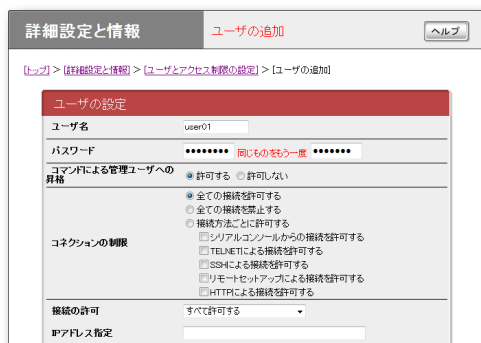 詳細設定と情報
ユーザの追加
ヘルプ
[トップ] > [詳細設定と情報] > [ユーザとアクセス制限の設定] > [ユーザの追加]
ユーザの設定
ユーザ名 user01
パスワード ●●●●●●●● 同じものをもう一度 ●●●●●●●
コマンドによる管理ユーザへの
昇格 許可する 許可しない
コネクションの制限
全ての接続を許可する
全ての接続を禁止する
接続方法ごとに許可する
シリアルコンソールからの接続を許可する
TELNETによる接続を許可する
SSHによる接続を許可する
リモートセットアップによる接続を許可する
HTTPによる接続を許可する
接続の許可 すべて許可する
IPアドレス指定